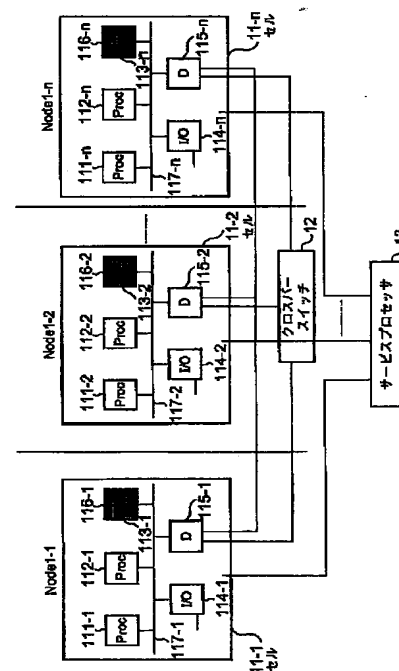 Node1-1
111-1
Proc
112-1
Proc
116-1
113-1
117-1
I/O
114-1
D
115-1
11-1
セル
Node1-2
111-2
Proc
112-2
Proc
116-2
113-2
117-2
I/O
114-2
D
115-2
11-2
セル
Node1-n
111-n
Proc
112-n
Proc
116-n
113-n
117-n
I/O
114-n
D
115-n
11-n
セル
12
クロスバー
スイッチ
サービスプロセッサ